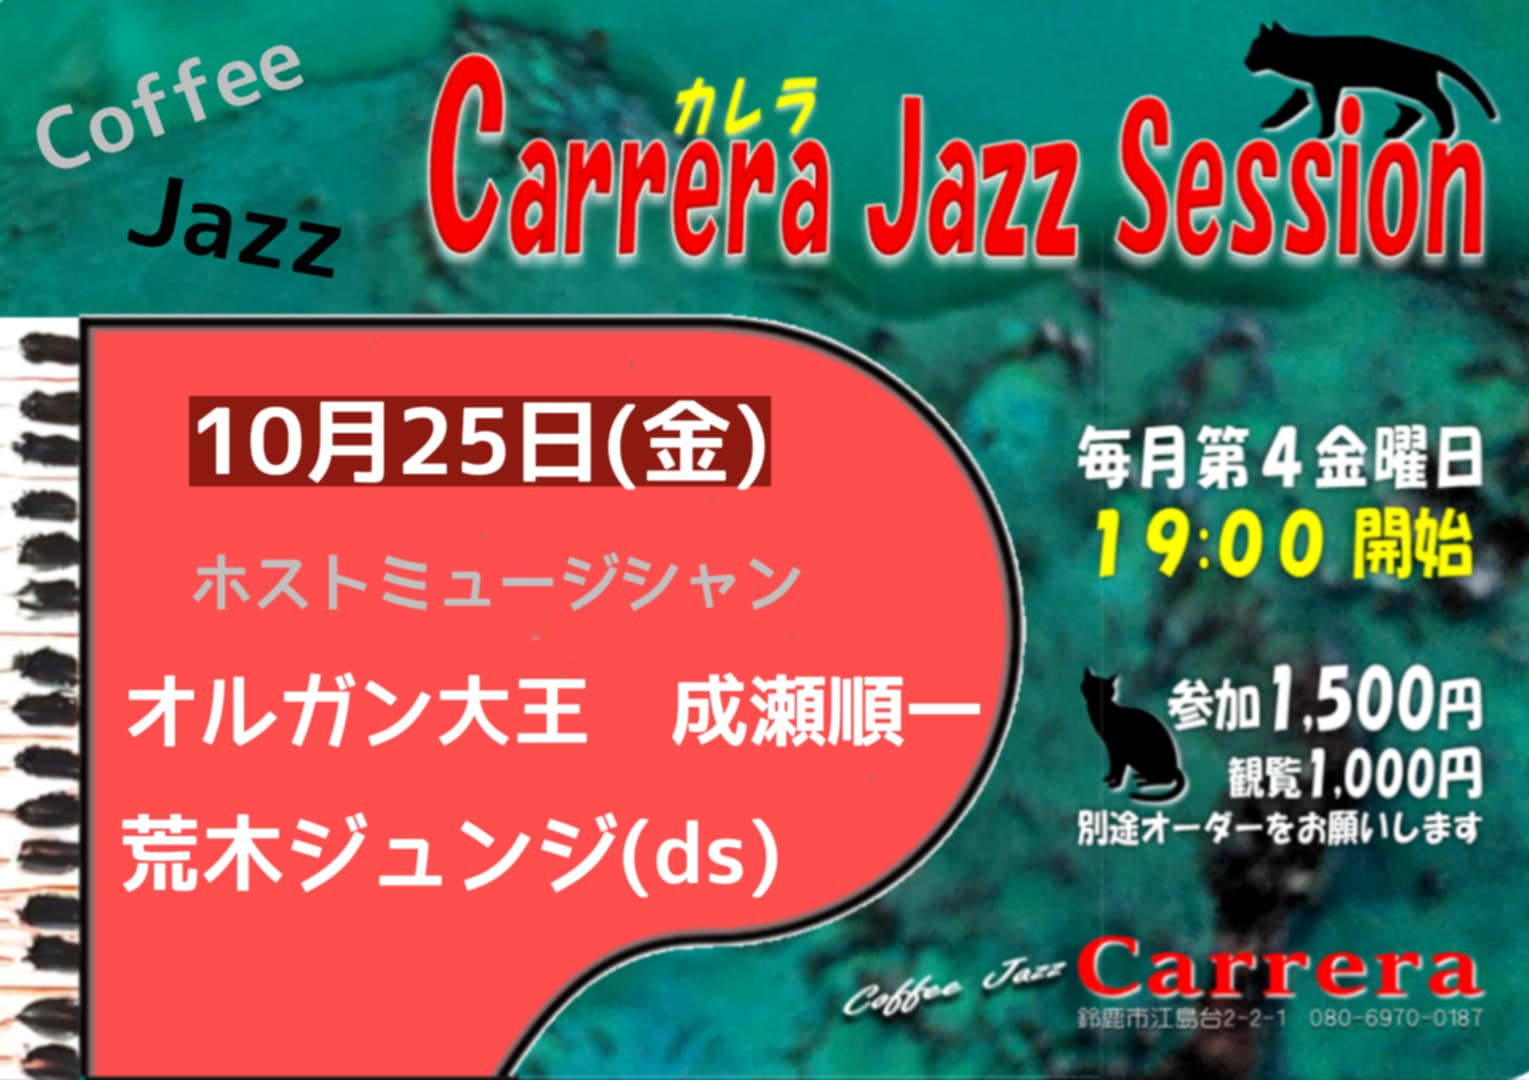 Coffee
Jazz
カレラ
Carrera Jazz Session
10月25日(金)
ホストミュージシャン
オルガン大王　成瀬順一
荒木ジュンジ(ds)
毎月第4金曜日
19:00 開始
参加1,500円
観覧1,000円
別途オーダーをお願いします
Coffee Jazz Carrera
鈴鹿市江島台2-2-1　080-6970-0187